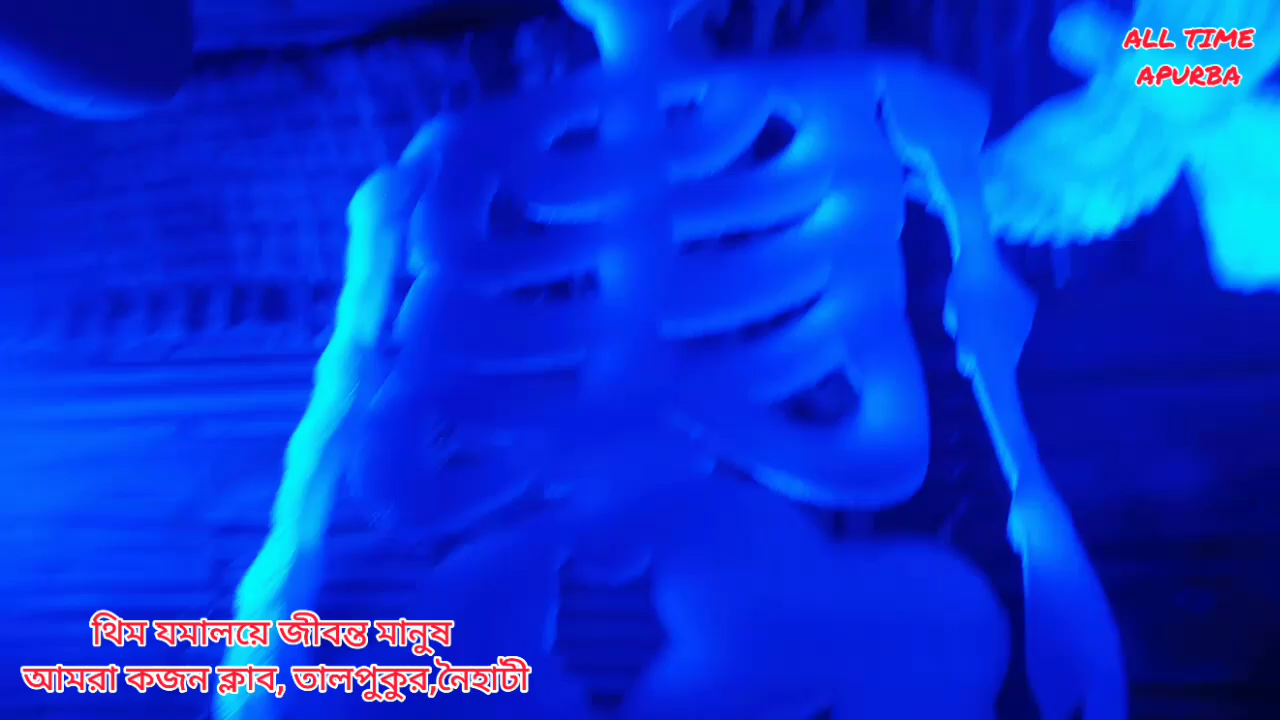 ALL TIME
APURBA
থিম যমালয়ে জীবন্ত মানুষ
আমরা কজন ক্লাব, তালপুকুর,নৈহাটী